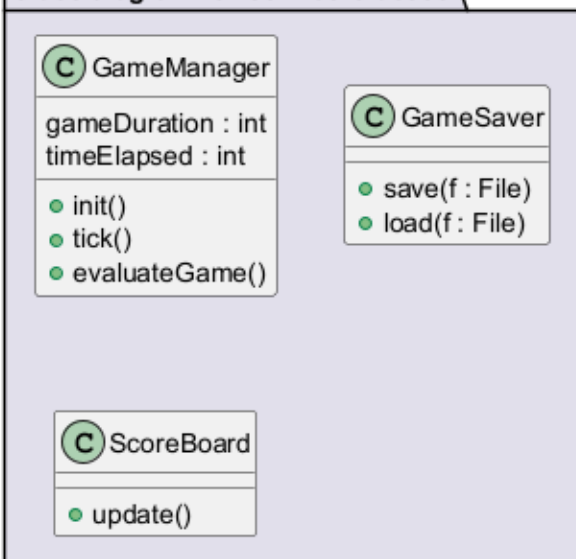 C GameManager
gameDuration : int
timeElapsed : int
init()
tick()
evaluateGame()
C GameSaver
save(f : File)
load(f : File)
C ScoreBoard
update()